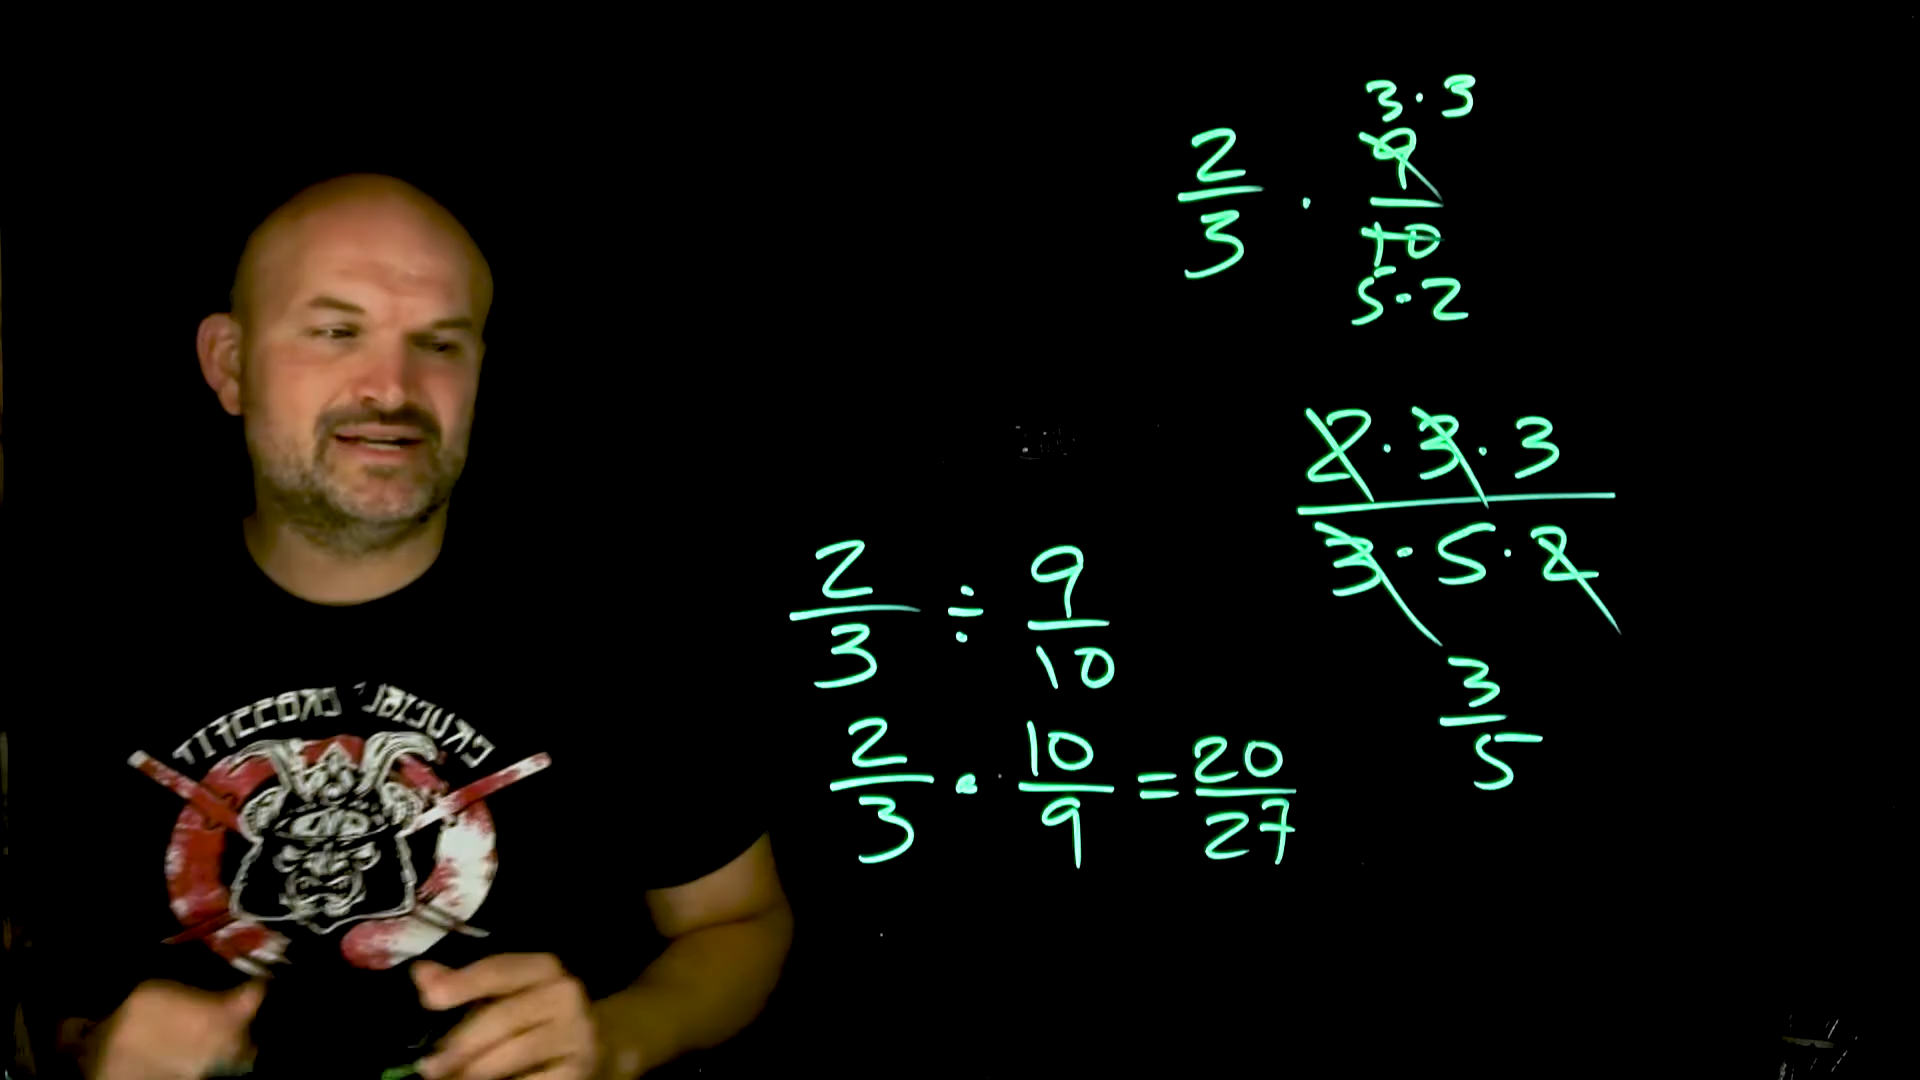 3 · 3
2/3 · 9/10
5 · 2
2 · 3 · 3
3 · 5 · 2
3/5
2/3 ÷ 9/10
2/3 · 10/9 = 20/27
CRUCIBL' CROSSFIT